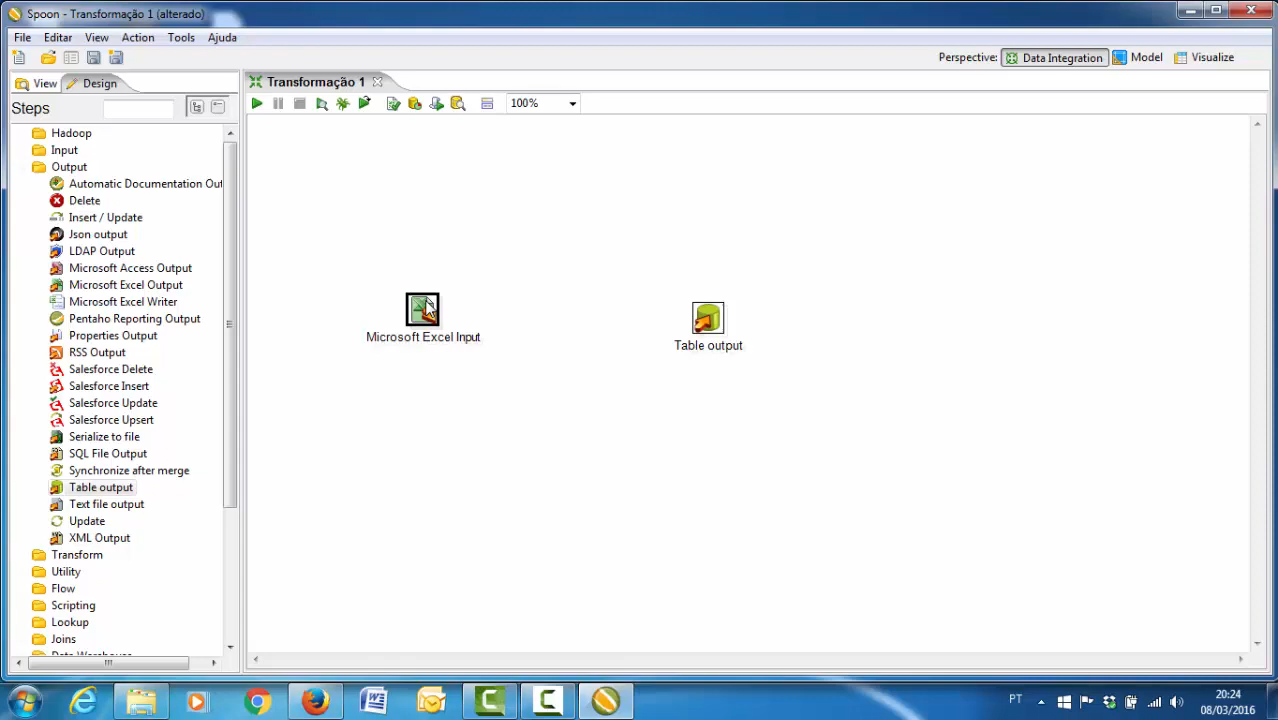 Spoon - Transformação 1 (alterado)
File Editar View Action Tools Ajuda
Perspective: Data Integration Model Visualize
View Design
Transformação 1
Steps
100%
Hadoop
Input
Output
Automatic Documentation Out
Delete
Insert / Update
Json output
LDAP Output
Microsoft Access Output
Microsoft Excel Output
Microsoft Excel Writer
Pentaho Reporting Output
Properties Output
RSS Output
Salesforce Delete
Salesforce Insert
Salesforce Update
Salesforce Upsert
Serialize to file
SQL File Output
Synchronize after merge
Table output
Text file output
Update
XML Output
Transform
Utility
Flow
Scripting
Lookup
Joins
Data Warehouse
Microsoft Excel Input
Table output
PT
20:24
08/03/2016